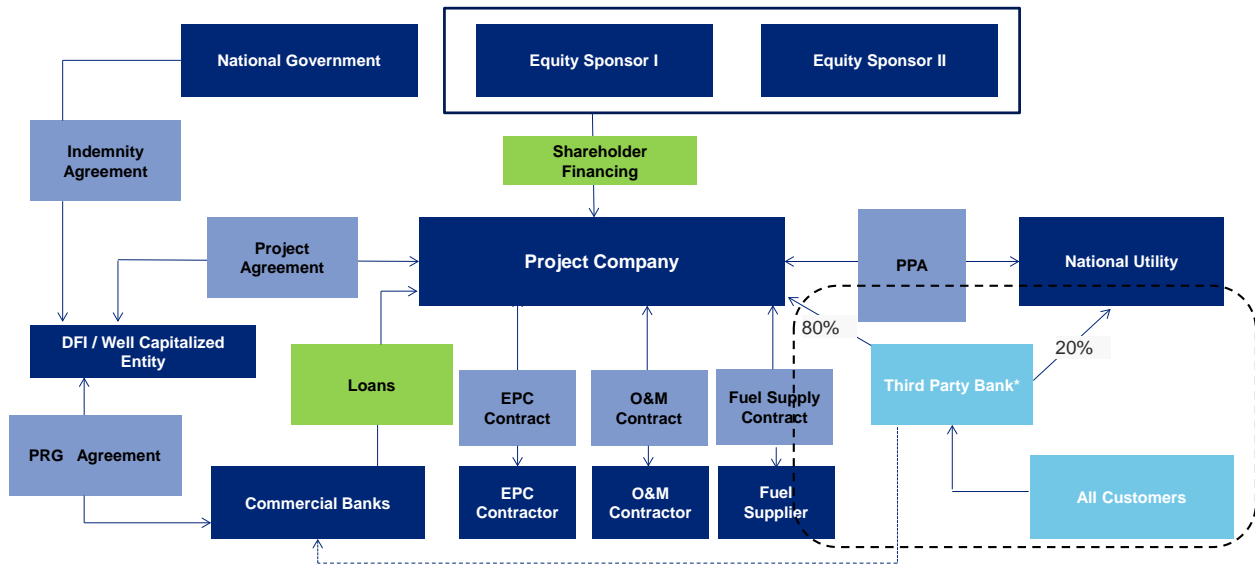 National Government
Equity Sponsor I
Equity Sponsor II
Indemnity
Agreement
Shareholder
Financing
Project
Agreement
Project Company
PPA
National Utility
80%
20%
DFI / Well Capitalized
Entity
Loans
EPC
Contract
O&M
Contract
Fuel Supply
Contract
Third Party Bank*
PRG Agreement
Commercial Banks
EPC
Contractor
O&M
Contractor
Fuel
Supplier
All Customers